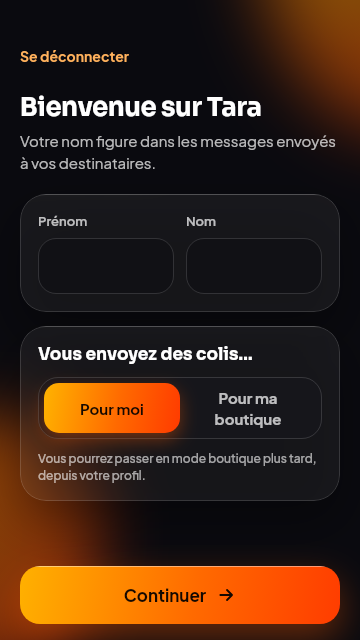 Se déconnecter
Bienvenue sur Tara
Votre nom figure dans les messages envoyés
à vos destinataires.
Prénom
Nom
Vous envoyez des colis...
Pour moi
Pour ma
boutique
Vous pourrez passer en mode boutique plus tard,
depuis votre profil.
Continuer →